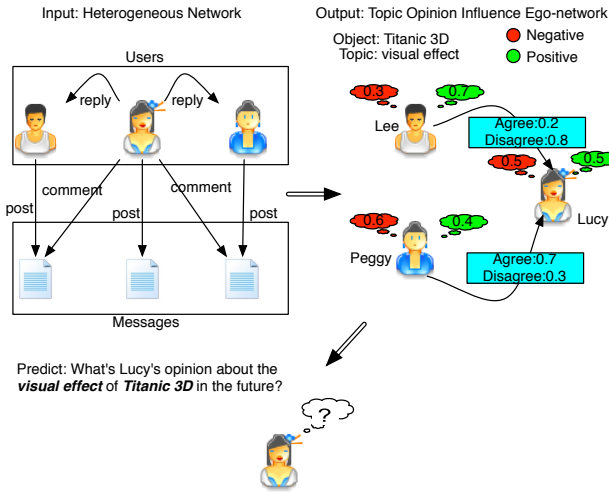 Input: Heterogeneous Network
Users
reply
reply
post
comment
post
comment
post
Messages
Output: Topic Opinion Influence Ego-network
Object: Titanic 3D
Topic: visual effect
Negative
Positive
0.3
0.7
Lee
Agree:0.2
Disagree:0.8
0.5
0.5
Lucy
0.6
0.4
Peggy
Agree:0.7
Disagree:0.3
Predict: What's Lucy's opinion about the
visual effect of Titanic 3D in the future?
?